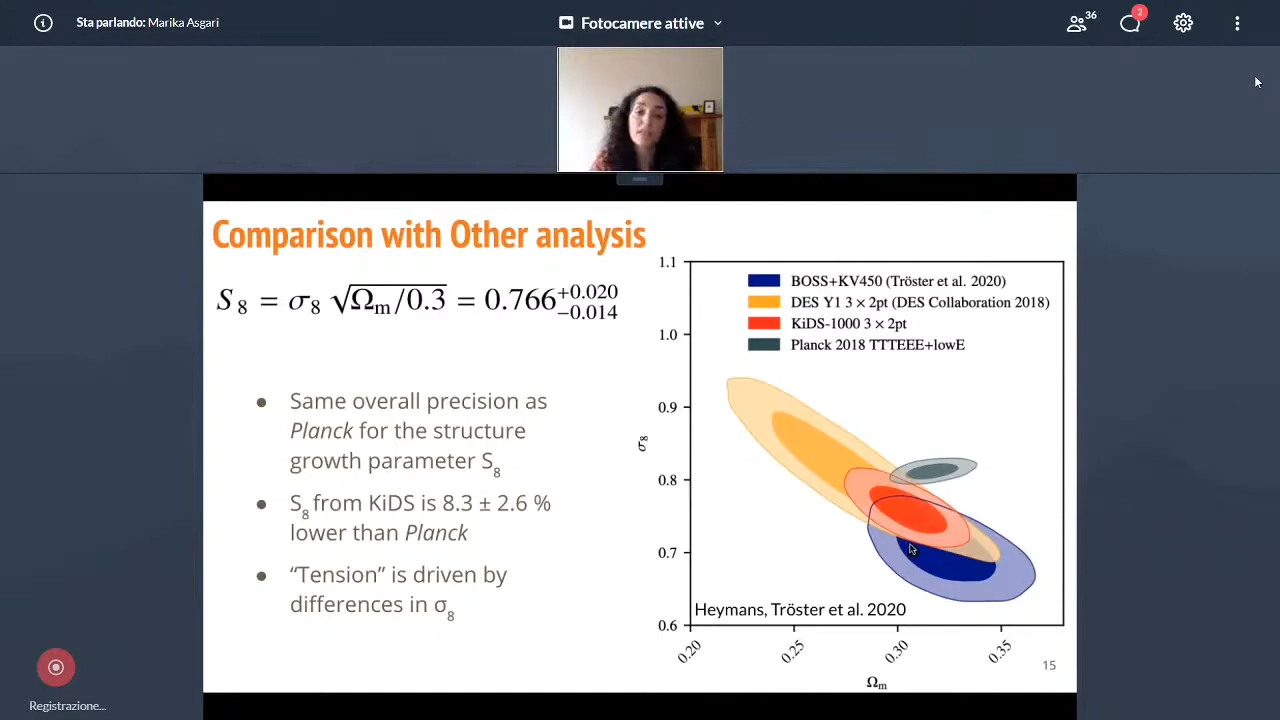 Sta parlando: Marika Asgari
Fotocamere attive
36
2
Comparison with Other analysis
S8 = σ8 √Ωm/0.3 = 0.766 +0.020 −0.014
● Same overall precision as
Planck for the structure
growth parameter S8
● S8 from KiDS is 8.3 ± 2.6 %
lower than Planck
● “Tension” is driven by
differences in σ8
BOSS+KV450 (Tröster et al. 2020)
DES Y1 3 × 2pt (DES Collaboration 2018)
KiDS-1000 3 × 2pt
Planck 2018 TTTEEE+lowE
1.1
1.0
0.9
0.8
0.7
0.6
σ8
Heymans, Tröster et al. 2020
0.20 0.25 0.30 0.35
Ωm
15
Registrazione...